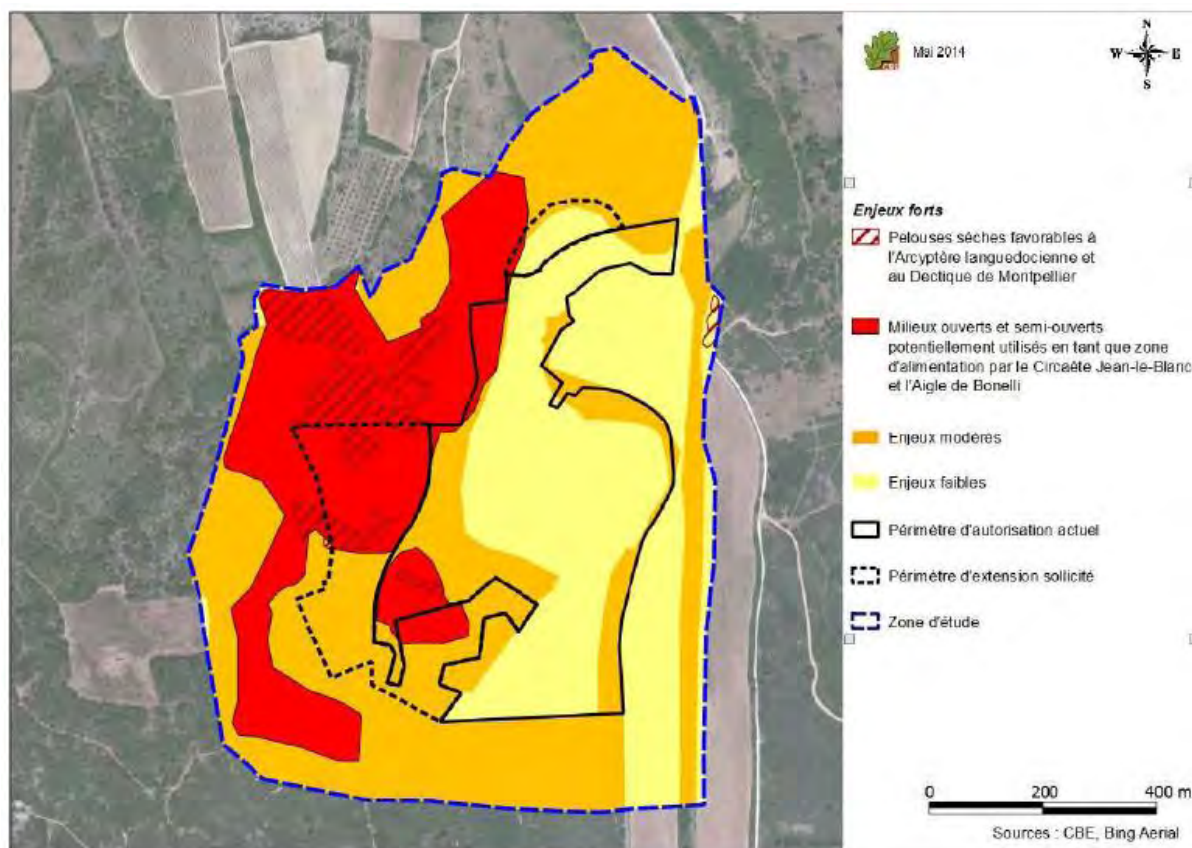 Mai 2014
N
W E
S
Enjeux forts
Pelouses sèches favorables à
l'Arcyptère languedocienne et
au Dectique de Montpellier
Milieux ouverts et semi-ouverts
potentiellement utilisés en tant que zone
d'alimentation par le Circaète Jean-le-Blanc
et l'Aigle de Bonelli
Enjeux modérés
Enjeux faibles
Périmètre d'autorisation actuel
Périmètre d'extension sollicité
Zone d'étude
0 200 400 m
Sources : CBE, Bing Aerial